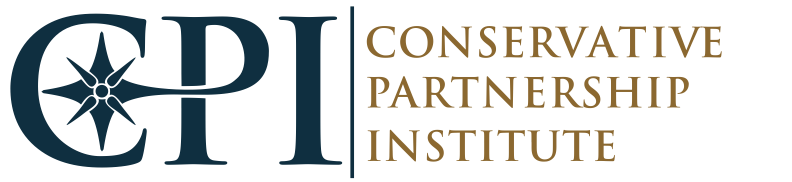 CPI
CONSERVATIVE
PARTNERSHIP
INSTITUTE